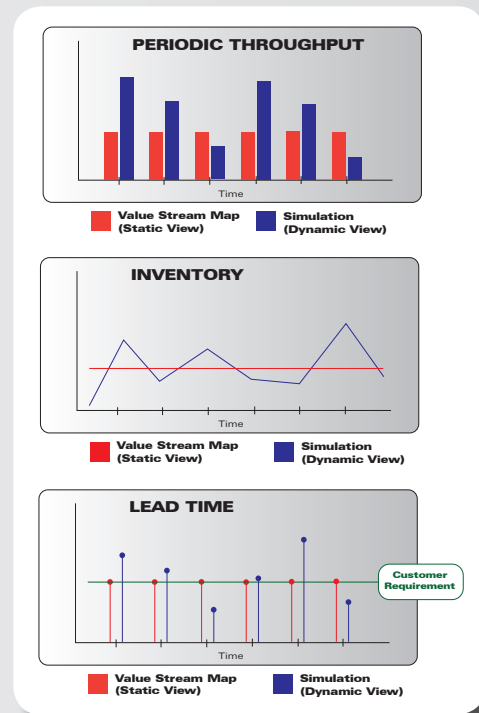 PERIODIC THROUGHPUT
Time
Value Stream Map
(Static View)
Simulation
(Dynamic View)
INVENTORY
Time
Value Stream Map
(Static View)
Simulation
(Dynamic View)
LEAD TIME
Customer
Requirement
Time
Value Stream Map
(Static View)
Simulation
(Dynamic View)